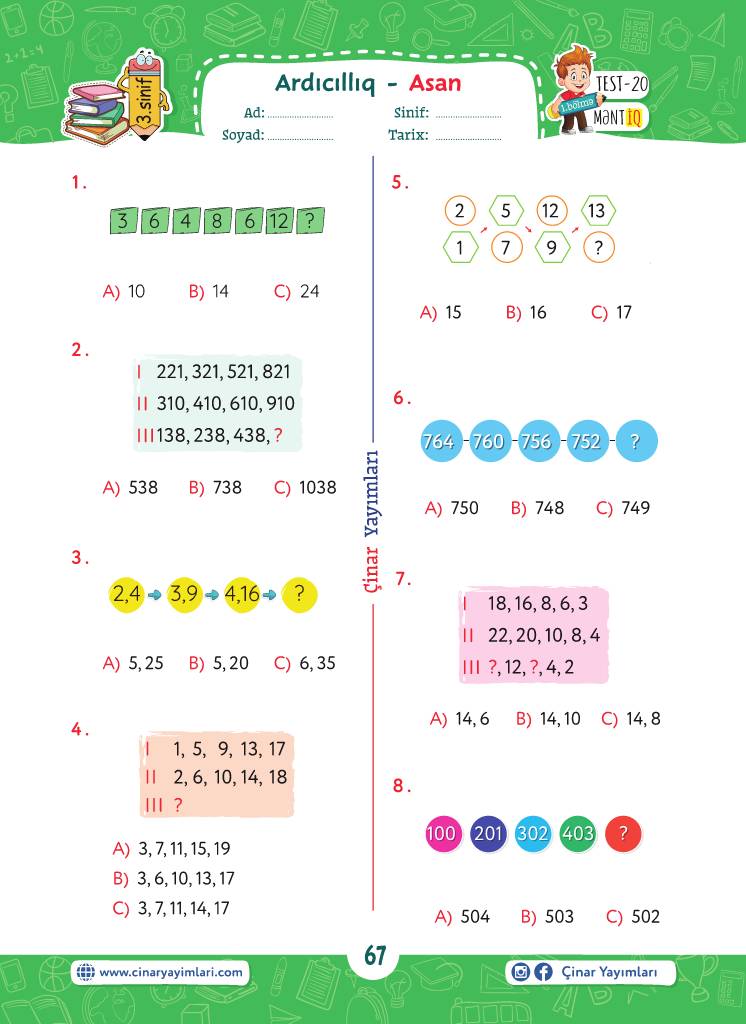 3.sinif
Ardıcıllıq - Asan
Ad: ......................
Sinif: ......................
Soyad: ......................
Tarix: ......................
1.bölmə
TEST-20
MƏNTİQ
1.
3 6 4 8 6 12 ?
A) 10 B) 14 C) 24
2.
I 221, 321, 521, 821
II 310, 410, 610, 910
III 138, 238, 438, ?
A) 538 B) 738 C) 1038
3.
2,4 3,9 4,16 ?
A) 5, 25 B) 5, 20 C) 6, 35
4.
I 1, 5, 9, 13, 17
II 2, 6, 10, 14, 18
III ?
A) 3, 7, 11, 15, 19
B) 3, 6, 10, 13, 17
C) 3, 7, 11, 14, 17
Çinar Yayımları
5.
2 5 12 13
1 7 9 ?
A) 15 B) 16 C) 17
6.
764 - 760 - 756 - 752 - ?
A) 750 B) 748 C) 749
7.
I 18, 16, 8, 6, 3
II 22, 20, 10, 8, 4
III ?, 12, ?, 4, 2
A) 14, 6 B) 14, 10 C) 14, 8
8.
100 201 302 403 ?
A) 504 B) 503 C) 502
www.cinaryayimlari.com
67
Çinar Yayımları